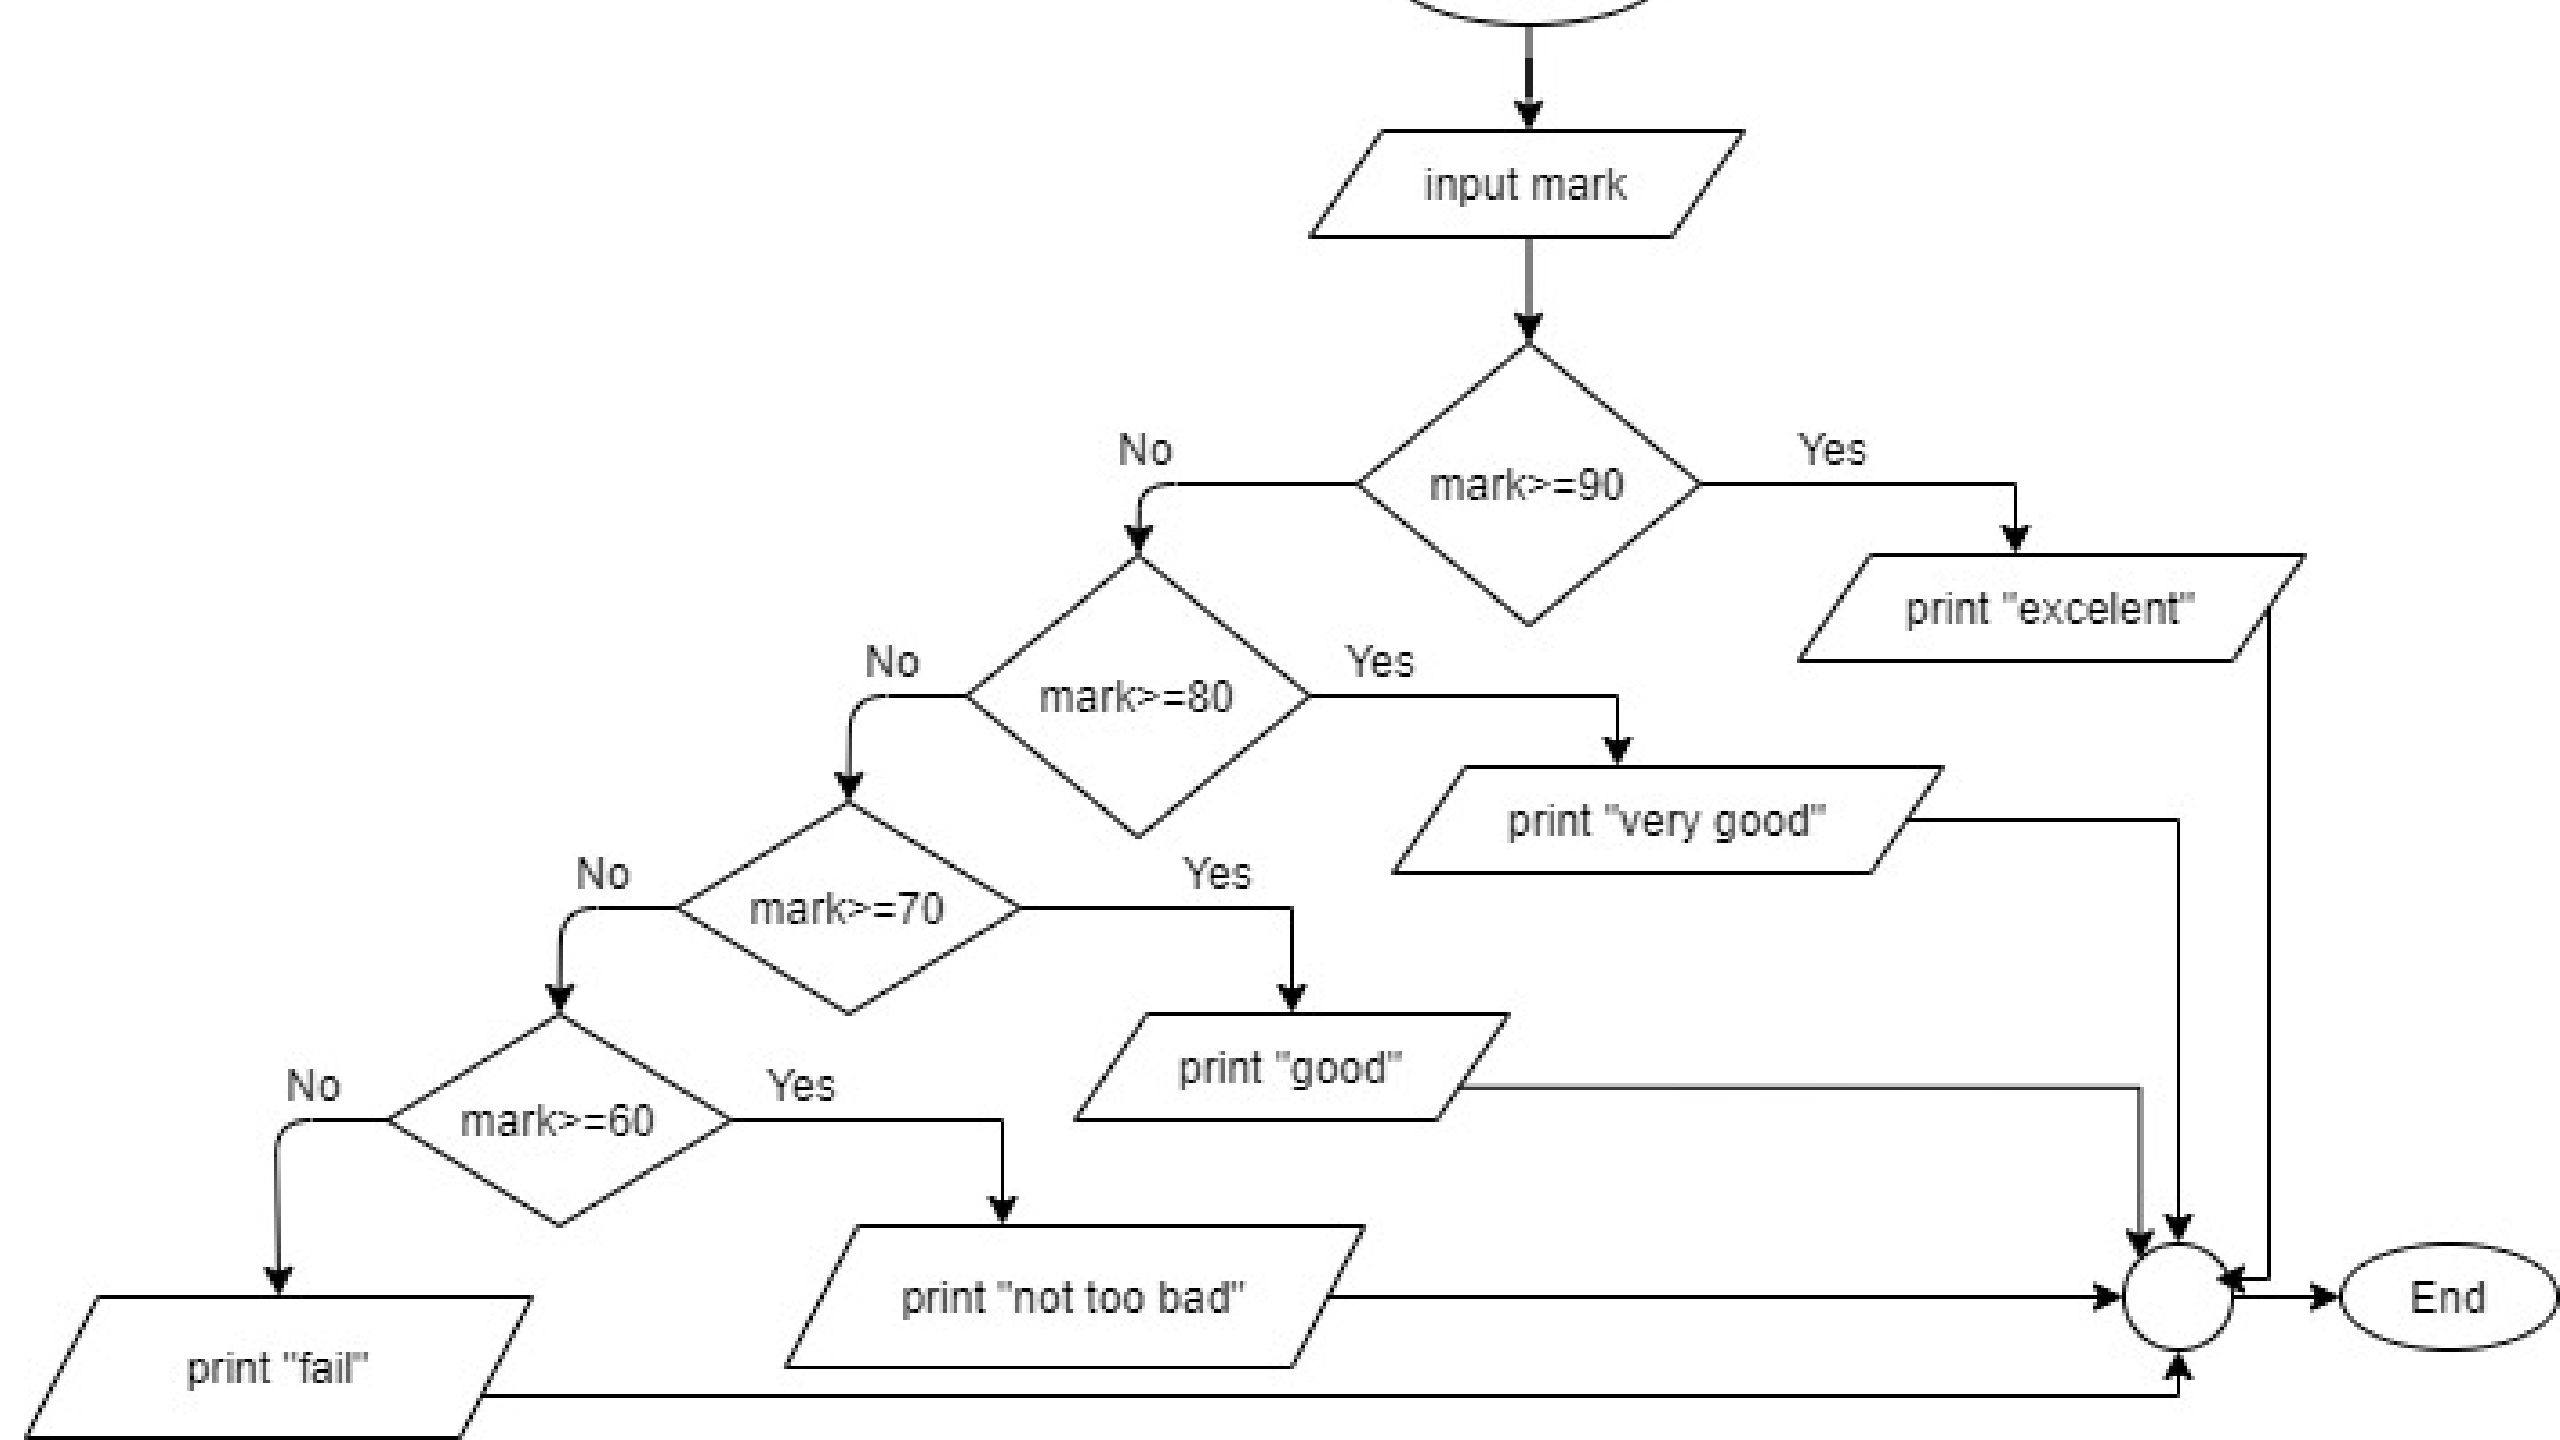 input mark
No
Yes
mark>=90
print "excelent"
No
Yes
mark>=80
print "very good"
No
Yes
mark>=70
print "good"
No
Yes
mark>=60
print "not too bad"
End
print "fail"